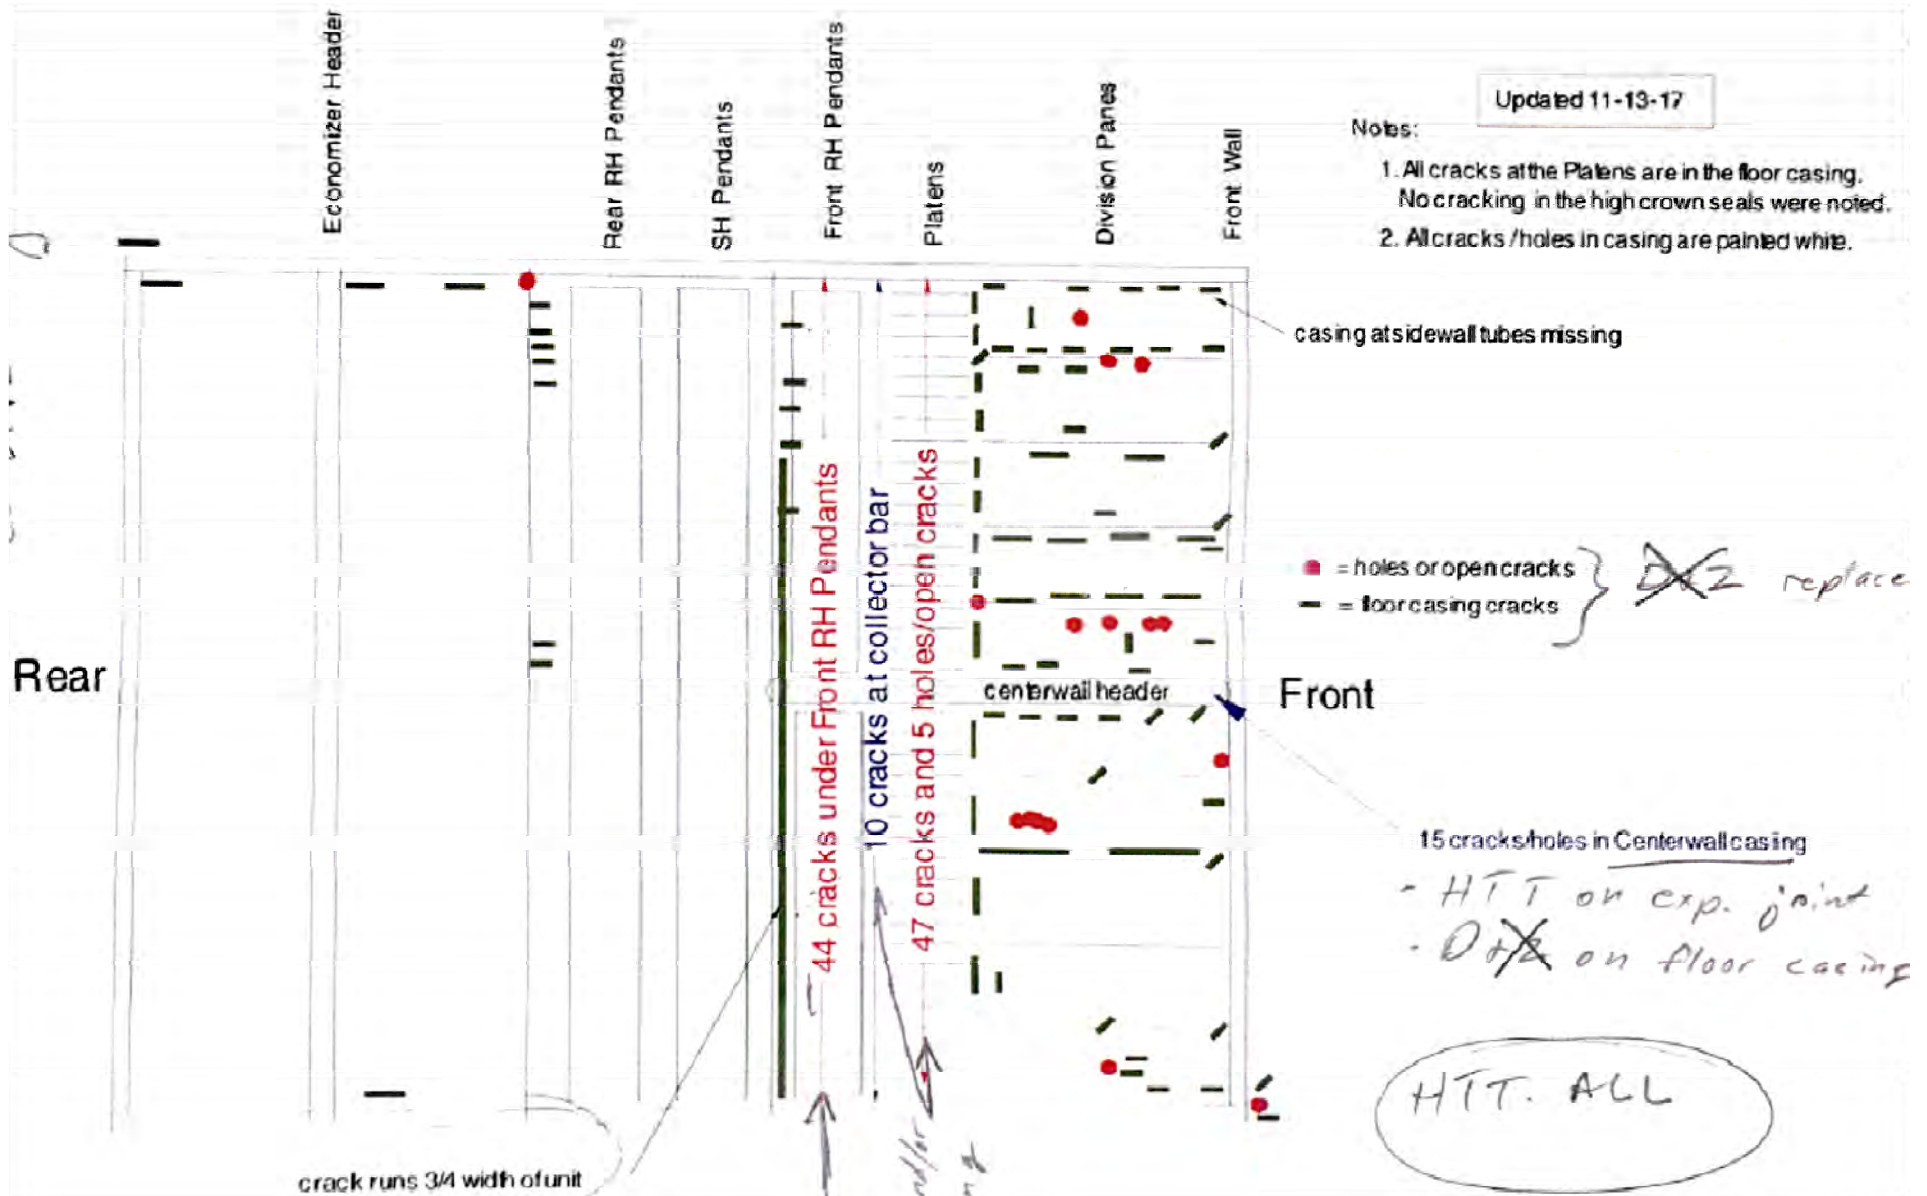 Economizer Header
Rear RH Pendants
SH Pendants
Front RH Pendants
Platens
Division Panes
Front Wall
Updated 11-13-17
Notes:
1. All cracks at the Platens are in the floor casing.
No cracking in the high crown seals were noted.
2. All cracks / holes in casing are painted white.
casing at sidewall tubes missing
= holes or open cracks
= floor casing cracks
replace
Rear
Front
44 cracks under Front RH Pendants
10 cracks at collector bar
47 cracks and 5 holes/open cracks
centerwall header
15 cracks/holes in Centerwall casing
- HTT on exp. joint
on floor casing
HTT. ALL
crack runs 3/4 width of unit